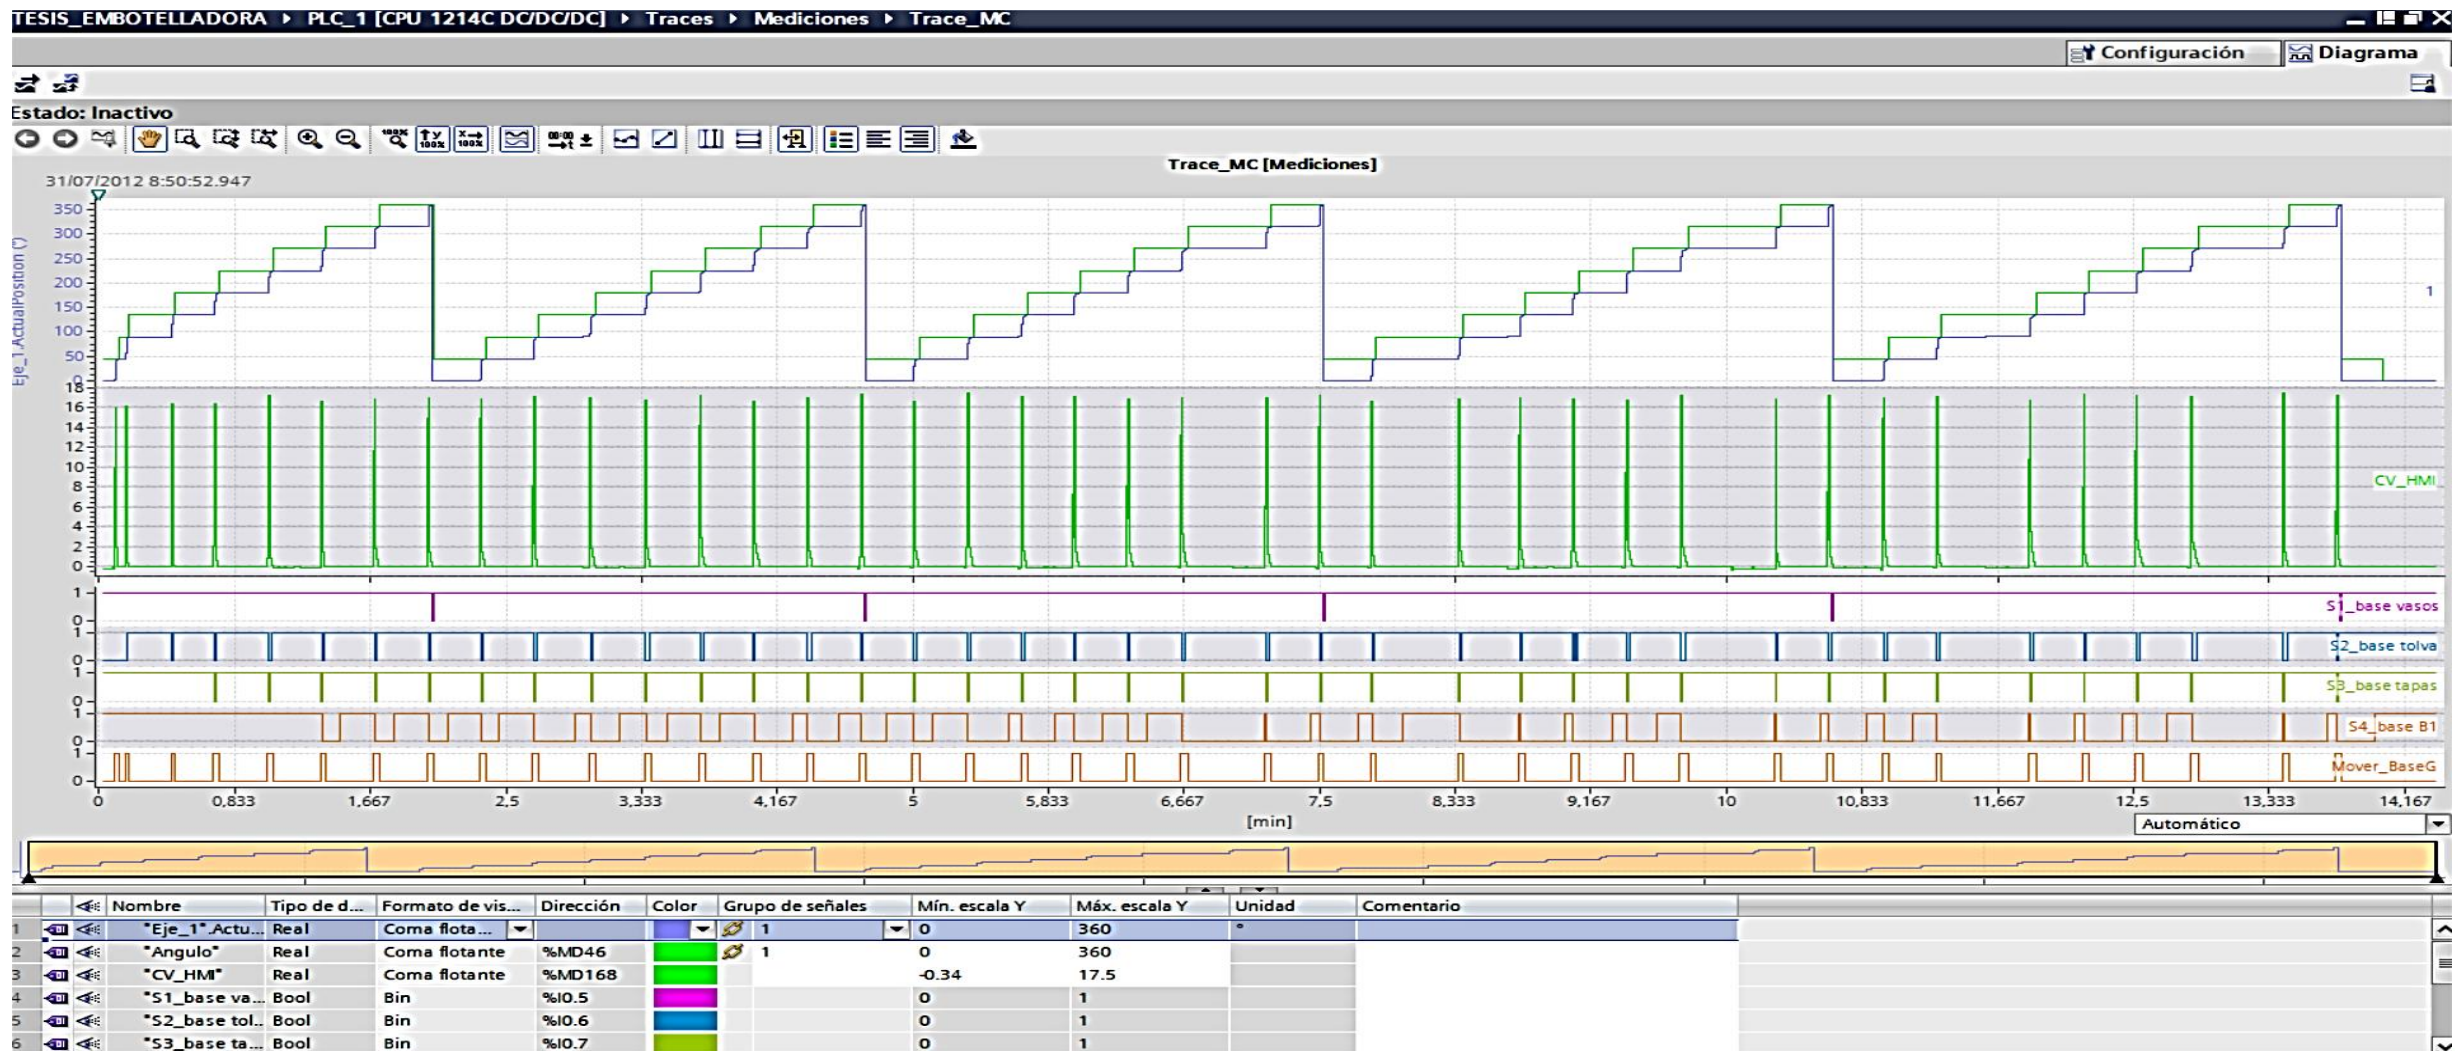 TESIS_EMBOTELLADORA ▸ PLC_1 [CPU 1214C DC/DC/DC] ▸ Traces ▸ Mediciones ▸ Trace_MC
Configuración Diagrama
Estado: Inactivo
Trace_MC [Mediciones]
31/07/2012 8:50:52.947
Eje_1.ActualPosition (°)
350
300
250
200
150
100
50
0
1
18
16
14
12
10
8
6
4
2
0
CV_HMI
1
0
S1_base vasos
1
0
S2_base tolva
1
0
S3_base tapas
1
0
S4_base B1
1
0
Mover_BaseG
0 0,833 1,667 2,5 3,333 4,167 5 5,833 6,667 7,5 8,333 9,167 10 10,833 11,667 12,5 13,333 14,167
[min]
Automático
Nombre Tipo de d... Formato de vis... Dirección Color Grupo de señales Mín. escala Y Máx. escala Y Unidad Comentario
1 "Eje_1".Actu... Real Coma flota... 1 0 360 °
2 "Angulo" Real Coma flotante %MD46 1 0 360
3 "CV_HMI" Real Coma flotante %MD168 -0.34 17.5
4 "S1_base va... Bool Bin %I0.5 0 1
5 "S2_base tol... Bool Bin %I0.6 0 1
6 "S3_base ta... Bool Bin %I0.7 0 1